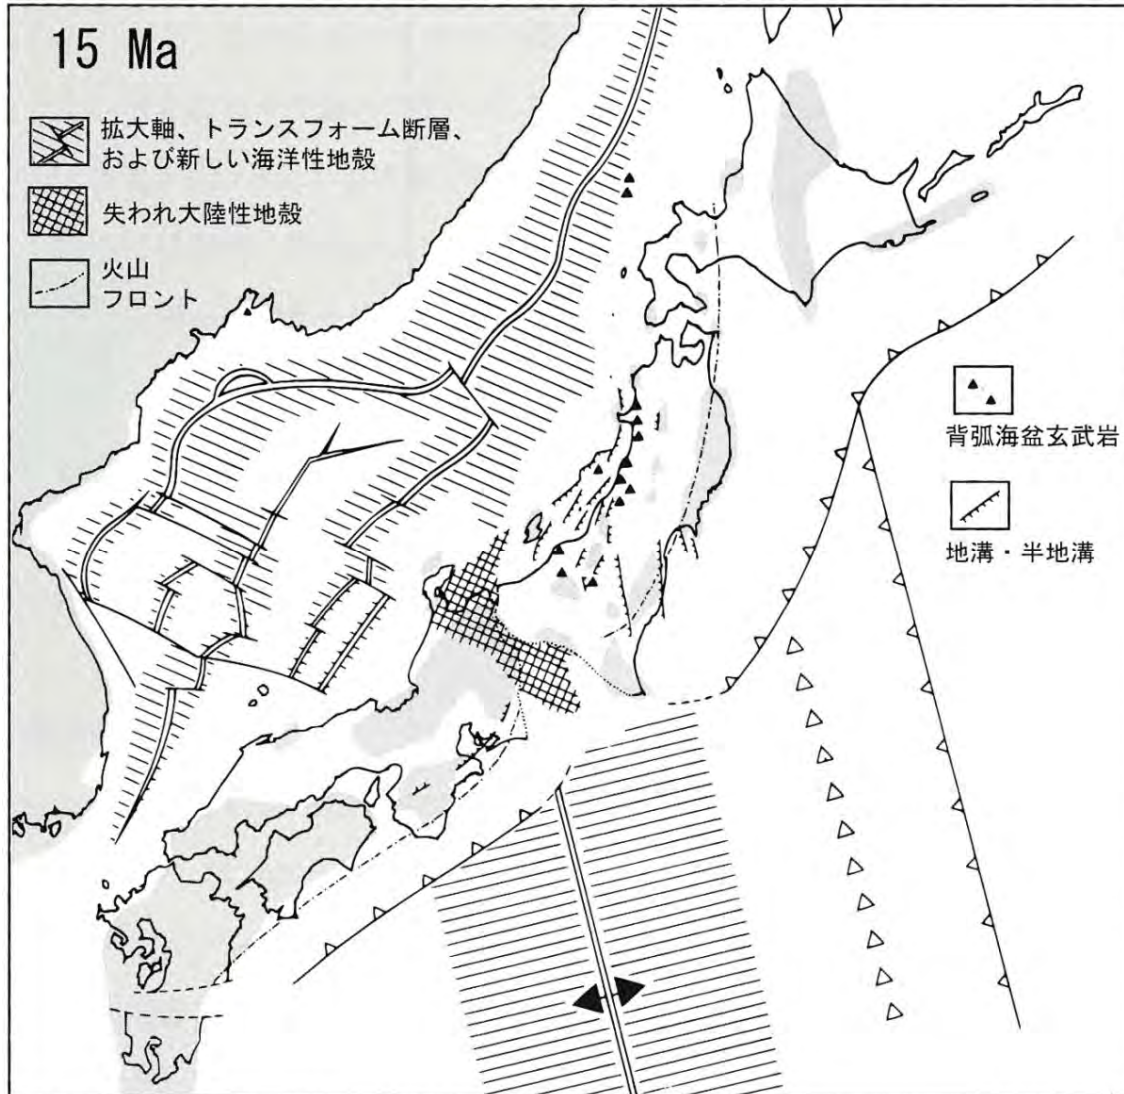 15 Ma
拡大軸、トランスフォーム断層、
および新しい海洋性地殻
失われ大陸性地殻
火山
フロント
背弧海盆玄武岩
地溝・半地溝